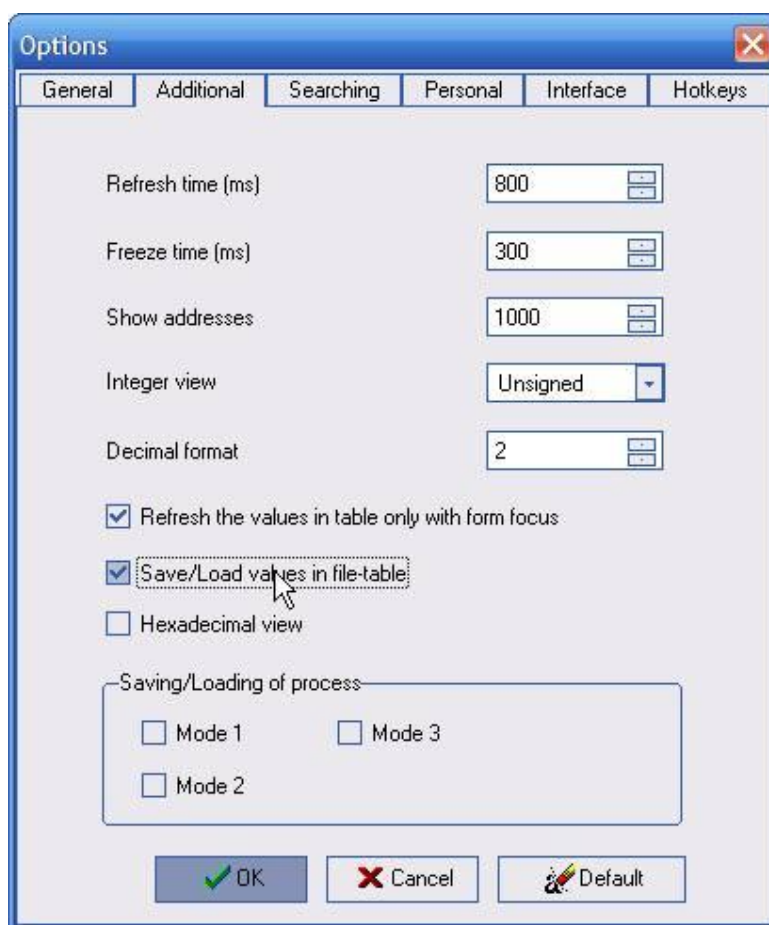 Options
General Additional Searching Personal Interface Hotkeys
Refresh time (ms) 800
Freeze time (ms) 300
Show addresses 1000
Integer view Unsigned
Decimal format 2
Refresh the values in table only with form focus
Save/Load values in file-table
Hexadecimal view
Saving/Loading of process
Mode 1 Mode 3
Mode 2
OK Cancel Default